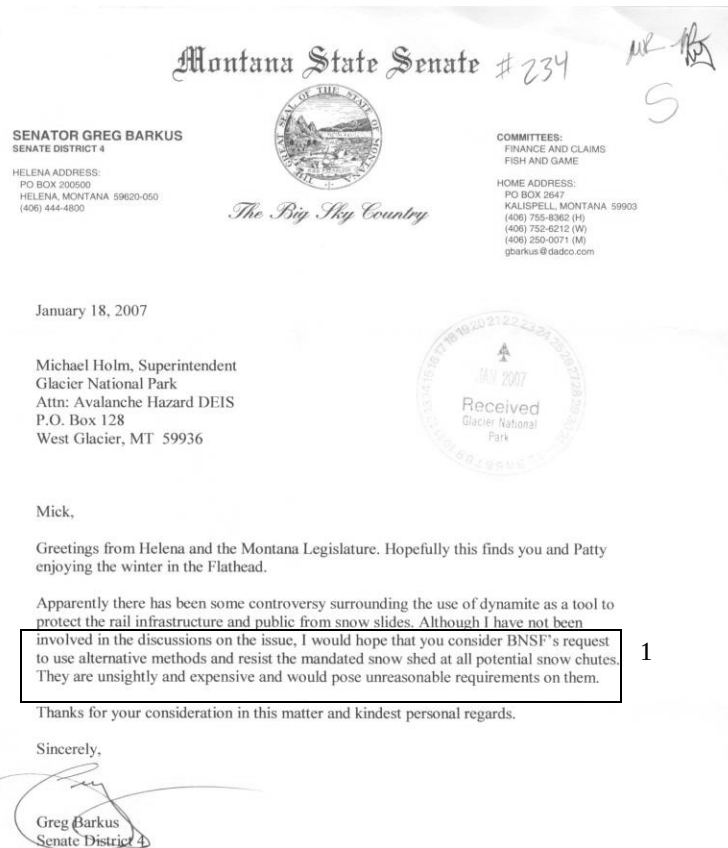 Montana State Senate
#234
THE GREAT SEAL OF THE STATE OF MONTANA
The Big Sky Country
SENATOR GREG BARKUS
SENATE DISTRICT 4
HELENA ADDRESS:
PO BOX 200500
HELENA, MONTANA 59620-050
(406) 444-4800
COMMITTEES:
FINANCE AND CLAIMS
FISH AND GAME
HOME ADDRESS:
PO BOX 2647
KALISPELL, MONTANA 59903
(406) 755-8362 (H)
(406) 752-6212 (W)
(406) 250-0071 (M)
gbarkus@dadco.com
January 18, 2007
Michael Holm, Superintendent
Glacier National Park
Attn: Avalanche Hazard DEIS
P.O. Box 128
West Glacier, MT 59936
JAN 2007
Received
Glacier National
Park
Mick,
Greetings from Helena and the Montana Legislature. Hopefully this finds you and Patty
enjoying the winter in the Flathead.
Apparently there has been some controversy surrounding the use of dynamite as a tool to
protect the rail infrastructure and public from snow slides. Although I have not been
involved in the discussions on the issue, I would hope that you consider BNSF's request
to use alternative methods and resist the mandated snow shed at all potential snow chutes.
They are unsightly and expensive and would pose unreasonable requirements on them.
1
Thanks for your consideration in this matter and kindest personal regards.
Sincerely,
Greg Barkus
Senate District 4